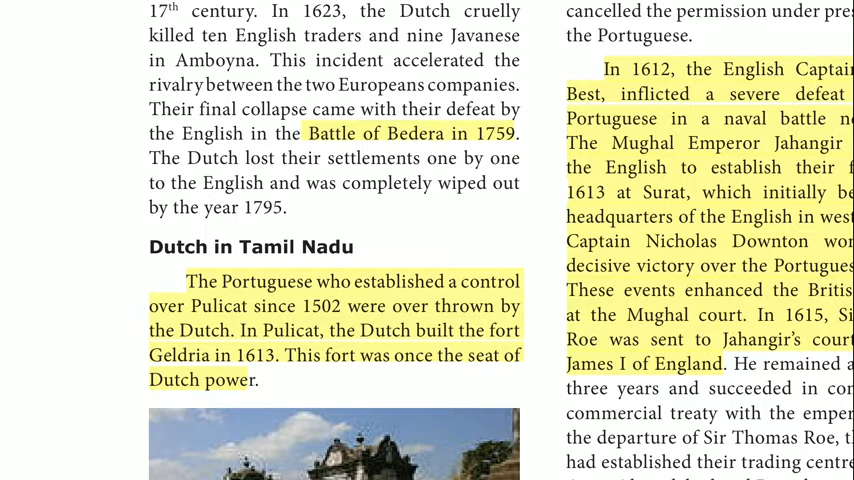 17th century. In 1623, the Dutch cruelly
killed ten English traders and nine Javanese
in Amboyna. This incident accelerated the
rivalry between the two Europeans companies.
Their final collapse came with their defeat by
the English in the Battle of Bedera in 1759.
The Dutch lost their settlements one by one
to the English and was completely wiped out
by the year 1795.
Dutch in Tamil Nadu
The Portuguese who established a control
over Pulicat since 1502 were over thrown by
the Dutch. In Pulicat, the Dutch built the fort
Geldria in 1613. This fort was once the seat of
Dutch power.
cancelled the permission under
the Portuguese.
In 1612, the English
Best, inflicted a severe defeat
Portuguese in a naval battle
The Mughal Emperor Jahangir
the English to establish their
1613 at Surat, which initially
headquarters of the English in
Captain Nicholas Downton
decisive victory over the
These events enhanced the
at the Mughal court. In 1615,
Roe was sent to Jahangir's
James I of England. He remained
three years and succeeded in
commercial treaty with the
the departure of Sir Thomas Roe,
had established their trading